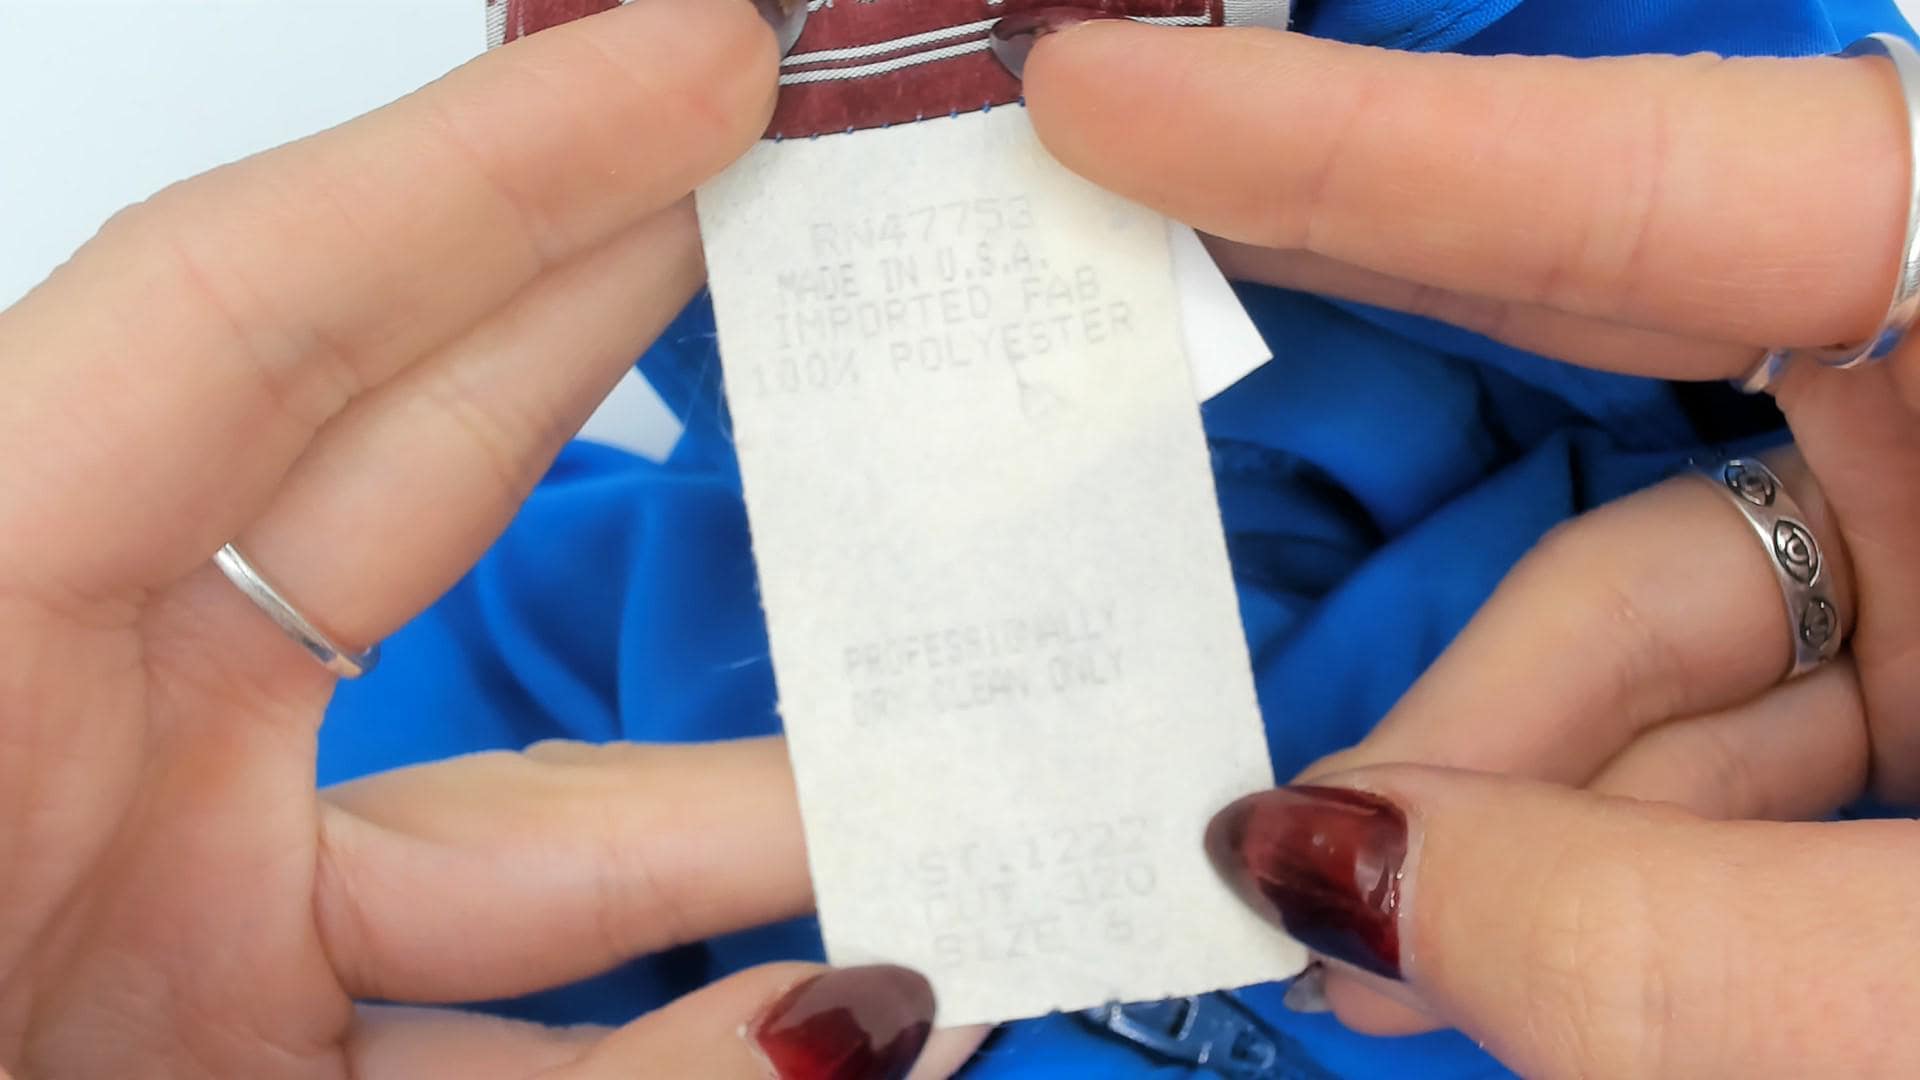 RN47753
MADE IN U.S.A.
IMPORTED FAB
100% POLYESTER
PROFESSIONALLY
DRY CLEAN ONLY
ST.1222
CUT 320
SIZE 6